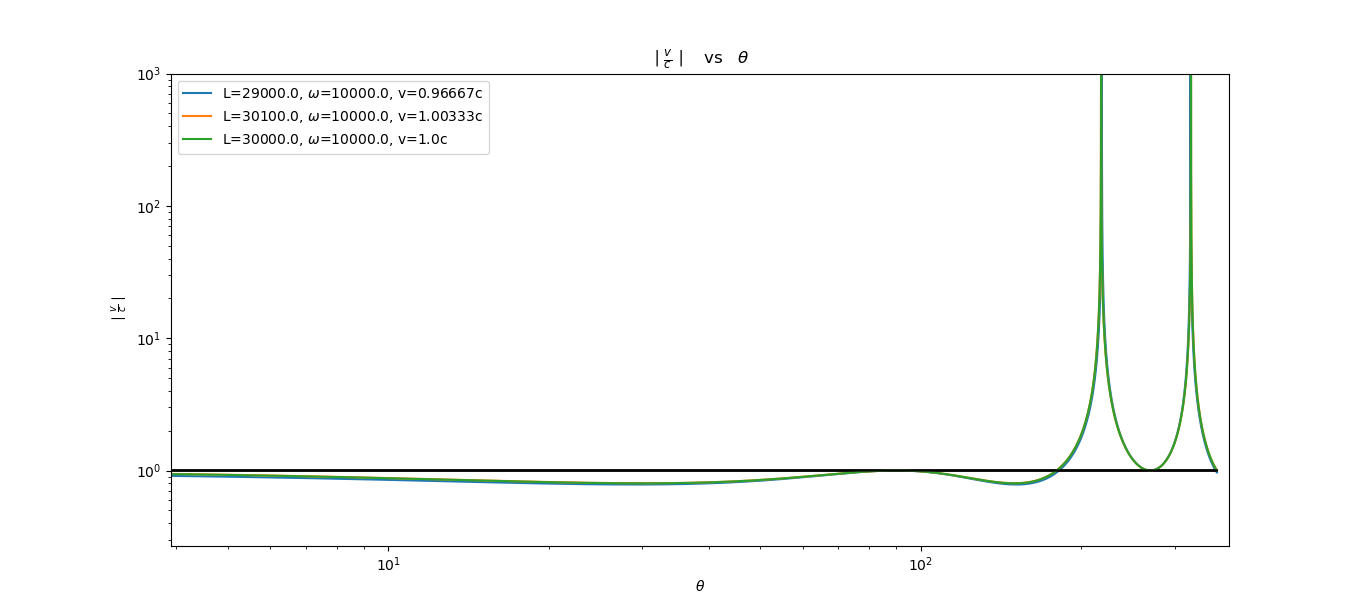 | v/c | vs θ
L=29000.0, ω=10000.0, v=0.96667c
L=30100.0, ω=10000.0, v=1.00333c
L=30000.0, ω=10000.0, v=1.0c
10³
10²
10¹
10⁰
| v/c |
10¹
10²
θ